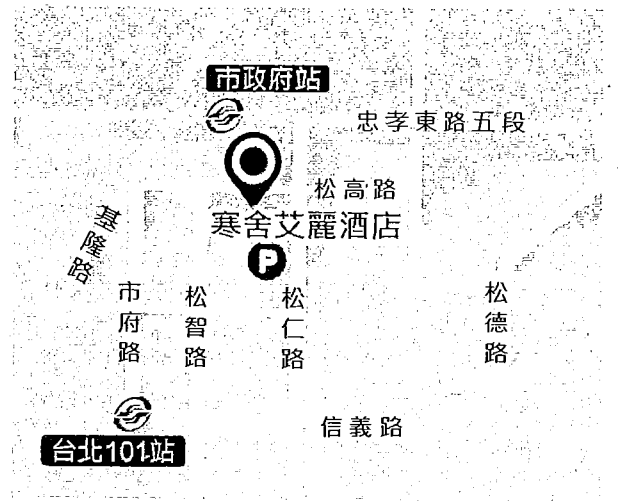 市政府站
忠孝東路五段
松高路
寒舍艾麗酒店
P
基隆路
市府路
松智路
松仁路
松德路
信義路
台北101站